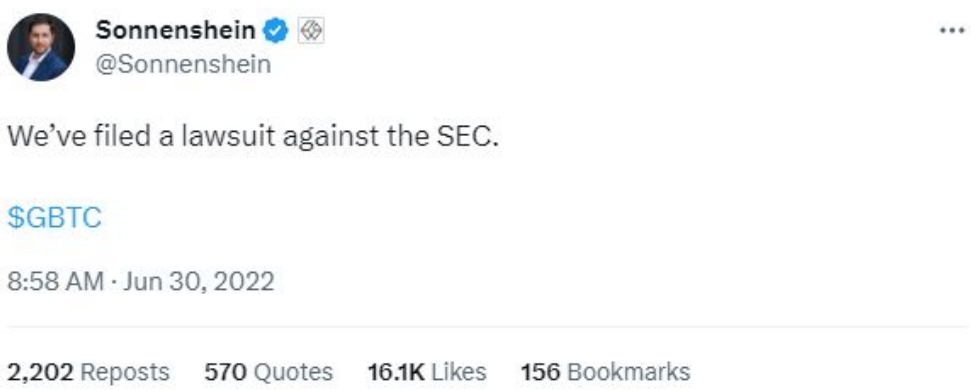 Sonnenshein
@Sonnenshein
We’ve filed a lawsuit against the SEC.
$GBTC
8:58 AM · Jun 30, 2022
2,202 Reposts 570 Quotes 16.1K Likes 156 Bookmarks